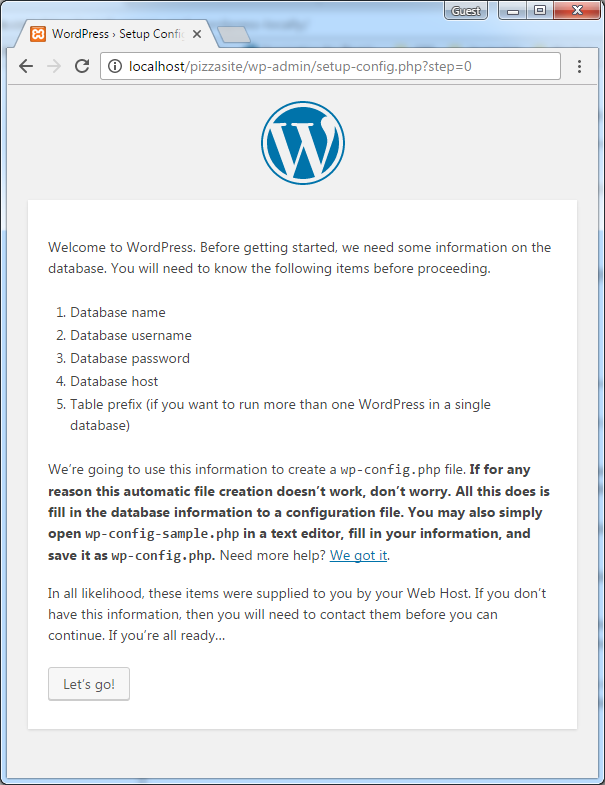 Guest
WordPress › Setup Config
localhost/pizzasite/wp-admin/setup-config.php?step=0
W
Welcome to WordPress. Before getting started, we need some information on the
database. You will need to know the following items before proceeding.
1. Database name
2. Database username
3. Database password
4. Database host
5. Table prefix (if you want to run more than one WordPress in a single
database)
We’re going to use this information to create a wp-config.php file. If for any
reason this automatic file creation doesn’t work, don’t worry. All this does is
fill in the database information to a configuration file. You may also simply
open wp-config-sample.php in a text editor, fill in your information, and
save it as wp-config.php. Need more help? We got it.
In all likelihood, these items were supplied to you by your Web Host. If you don’t
have this information, then you will need to contact them before you can
continue. If you’re all ready…
Let’s go!